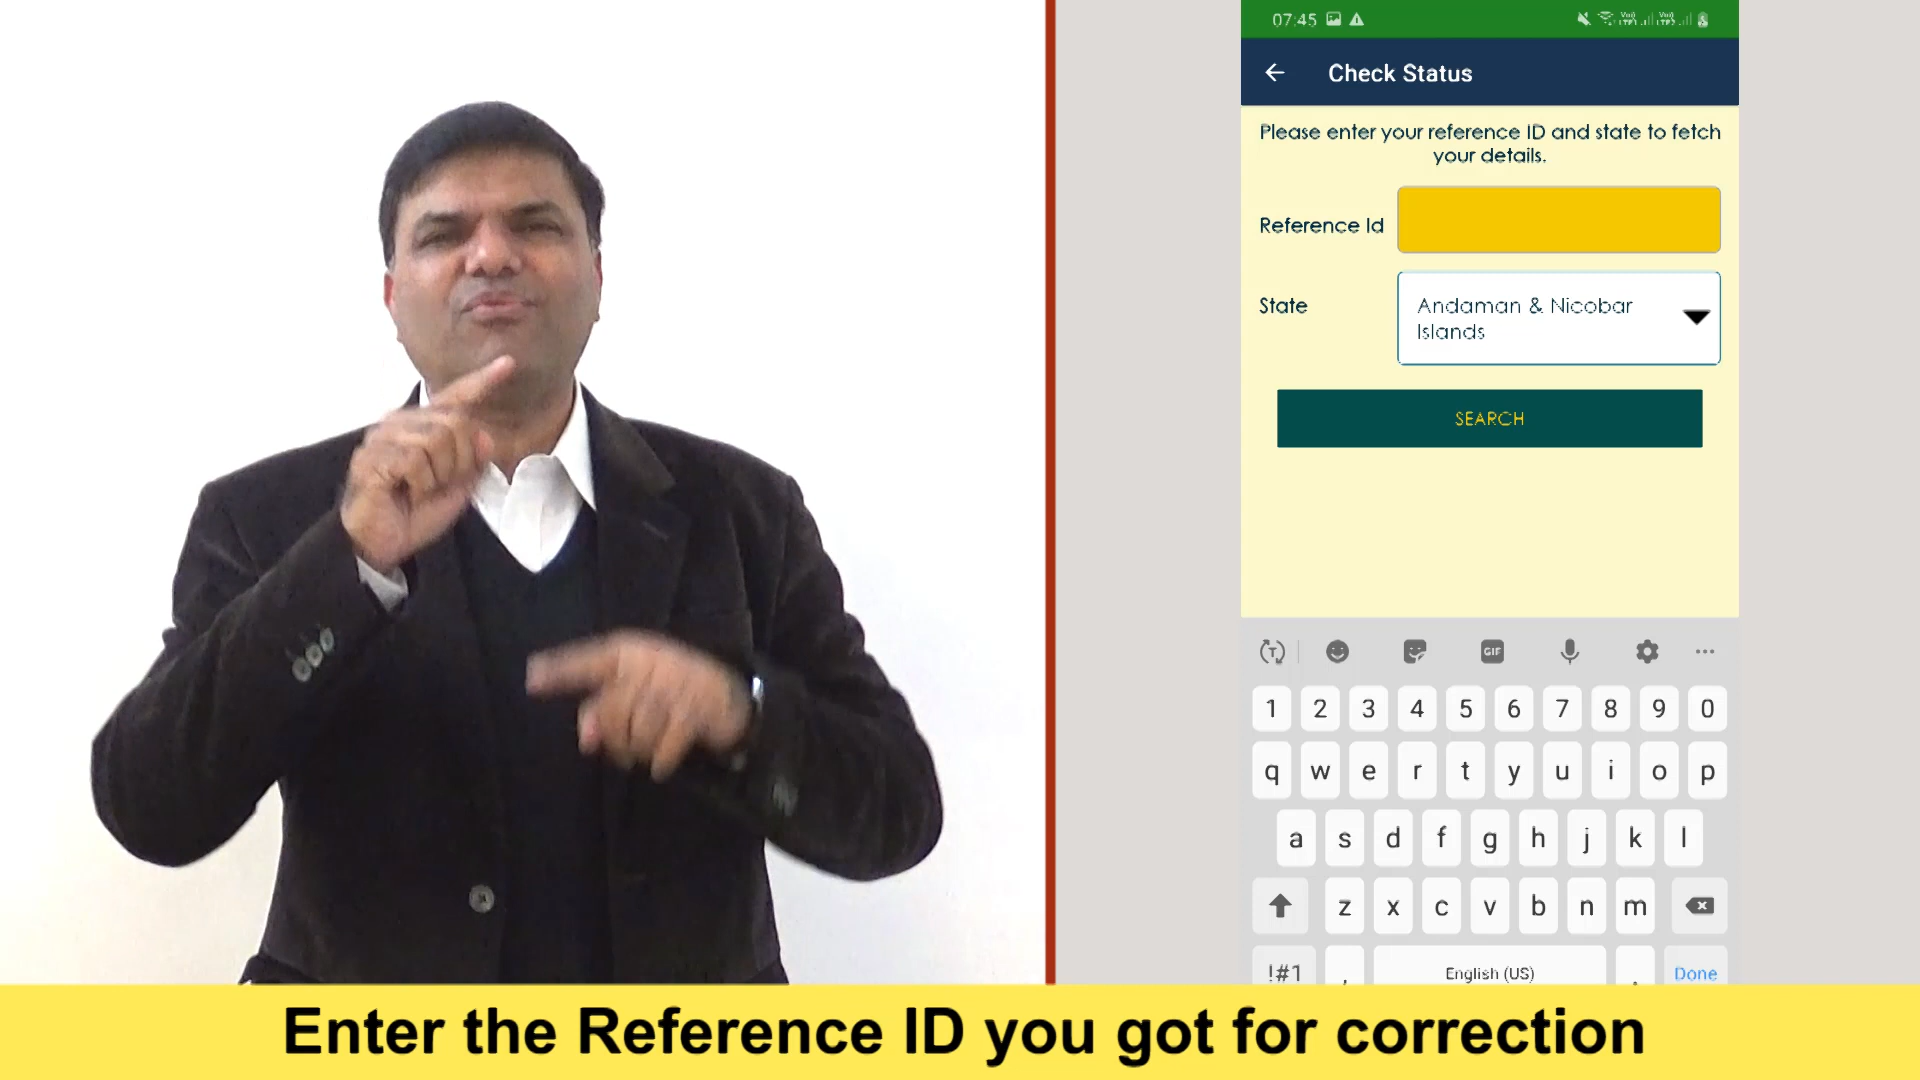 07:45
Check Status
Please enter your reference ID and state to fetch
your details.
Reference Id
State
Andaman & Nicobar
Islands
SEARCH
GIF
1 2 3 4 5 6 7 8 9 0
q w e r t y u i o p
a s d f g h j k l
z x c v b n m
!#1 , English (US) . Done
Enter the Reference ID you got for correction